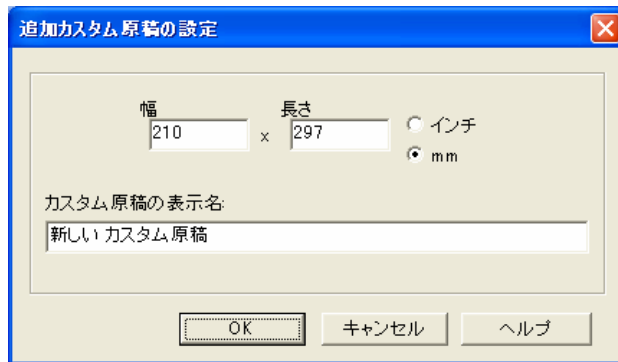 追加カスタム原稿の設定
幅 長さ
210 x 297
インチ
mm
カスタム原稿の表示名:
新しい カスタム原稿
OK キャンセル ヘルプ